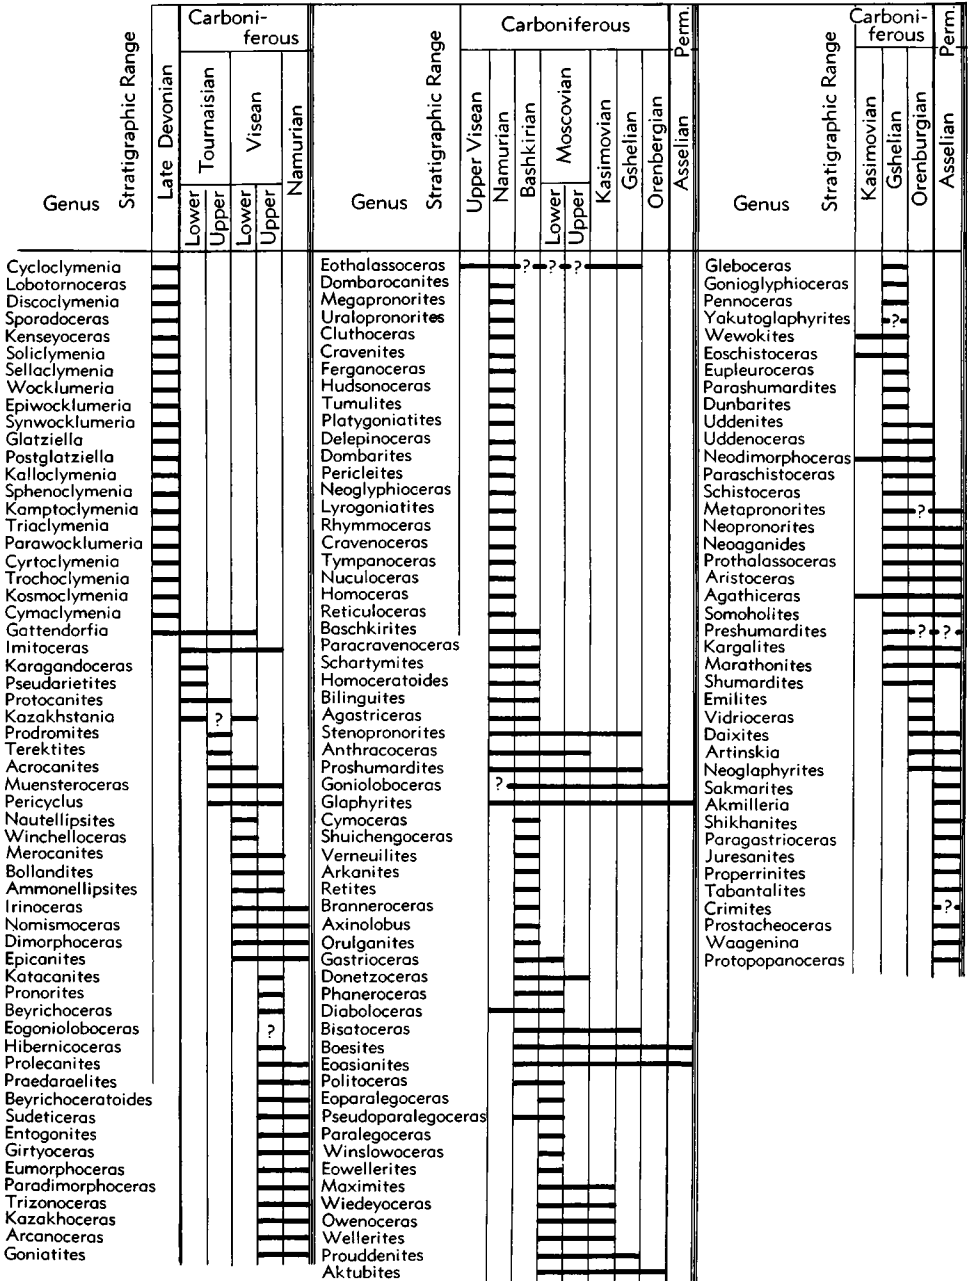 Genus
Stratigraphic Range
Late Devonian
Carboni-
ferous
Tournaisian
Visean
Namurian
Lower
Upper
Lower
Upper
Cycloclymenia
Lobotornoceras
Discoclymenia
Sporadoceras
Kenseyoceras
Soliclymenia
Sellaclymenia
Wocklumeria
Epiwocklumeria
Synwocklumeria
Glatziella
Postglatziella
Kalloclymenia
Sphenoclymenia
Kamptoclymenia
Triaclymenia
Parawocklumeria
Cyrtoclymenia
Trochoclymenia
Kosmoclymenia
Cymaclymenia
Gattendorfia
Imitoceras
Karagandoceras
Pseudarietites
Protocanites
Kazakhstania ?
Prodromites
Terektites
Acrocanites
Muensteroceras
Pericyclus
Nautellipsites
Winchelloceras
Merocanites
Bollandites
Ammonellipsites
Irinoceras
Nomismoceras
Dimorphoceras
Epicanites
Katacanites
Pronorites
Beyrichoceras
Eogonioloboceras ?
Hibernicoceras
Prolecanites
Praedaraelites
Beyrichoceratoides
Sudeticeras
Entogonites
Girtyoceras
Eumorphoceras
Paradimorphoceras
Trizonoceras
Kazakhoceras
Arcanoceras
Goniatites
Genus
Stratigraphic Range
Carboniferous
Perm.
Upper Visean
Namurian
Bashkirian
Moscovian
Lower
Upper
Kasimovian
Gshelian
Orenbergian
Asselian
Eothalassoceras ? ? ?
Dombarocanites
Megapronorites
Uralopronorites
Cluthoceras
Cravenites
Ferganoceras
Hudsonoceras
Tumulites
Platygoniatites
Delepinoceras
Dombarites
Pericleites
Neoglyphioceras
Lyrogoniatites
Rhymmoceras
Cravenoceras
Tympanoceras
Nuculoceras
Homoceras
Reticuloceras
Baschkirites
Paracravenoceras
Schartymites
Homoceratoides
Bilinguites
Agastriceras
Stenopronorites
Anthracoceras
Proshumardites
Gonioloboceras ?
Glaphyrites
Cymoceras
Shuichengoceras
Verneuilites
Arkanites
Retites
Branneroceras
Axinolobus
Orulganites
Gastrioceras
Donetzoceras
Phaneroceras
Diaboloceras
Bisatoceras
Boesites
Eoasianites
Politoceras
Eoparalegoceras
Pseudoparalegoceras
Paralegoceras
Winslowoceras
Eowellerites
Maximites
Wiedeyoceras
Owenoceras
Wellerites
Prouddenites
Aktubites
Genus
Stratigraphic Range
Carboni-
ferous
Perm.
Kasimovian
Gshelian
Orenburgian
Asselian
Gleboceras
Gonioglyphioceras
Pennoceras
Yakutoglaphyrites ?
Wewokites
Eoschistoceras
Eupleuroceras
Parashumardites
Dunbarites
Uddenites
Uddenoceras
Neodimorphoceras
Paraschistoceras
Schistoceras
Metapronorites ?
Neopronorites
Neoaganides
Prothalassoceras
Aristoceras
Agathiceras
Somoholites
Preshumardites ? ?
Kargalites
Marathonites
Shumardites
Emilites
Vidrioceras
Daixites
Artinskia
Neoglaphyrites
Sakmarites
Akmilleria
Shikhanites
Paragastrioceras
Juresanites
Properrinites
Tabantalites
Crimites ?
Prostacheoceras
Waagenina
Protopopanoceras